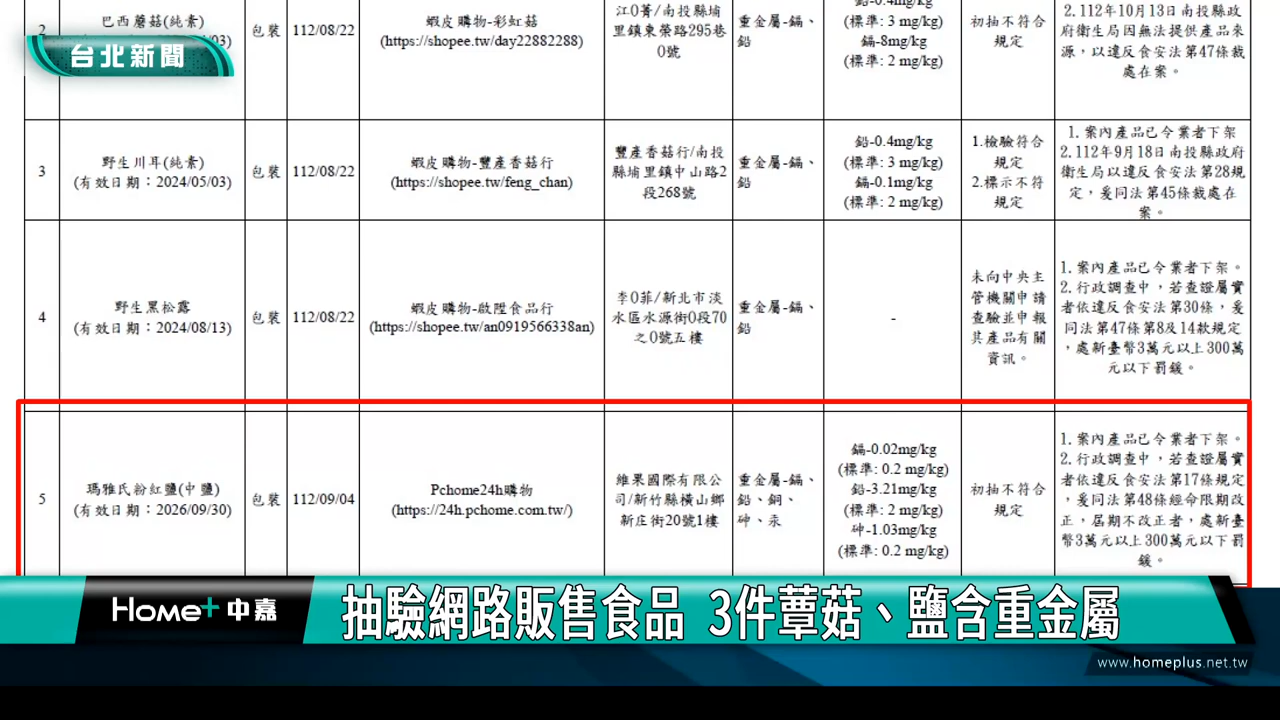 台北新聞
2
巴西蘑菇(純素)
包裝
112/08/22
蝦皮購物-彩虹菇
(https://shopee.tw/day22882288)
江O菁/南投縣埔
里鎮東榮路295巷
O號
重金屬-鎘、
鉛
(標準: 3 mg/kg)
鎘-8mg/kg
(標準: 2 mg/kg)
初抽不符合
規定
2.112年10月13日南投縣政
府衛生局因無法提供產品來
源，以違反食安法第47條裁
處在案。
3
野生川耳(純素)
(有效日期：2024/05/03)
包裝
112/08/22
蝦皮購物-豐產香菇行
(https://shopee.tw/feng_chan)
豐產香菇行/南投
縣埔里鎮中山路2
段268號
重金屬-鎘、
鉛
鉛-0.4mg/kg
(標準: 3 mg/kg)
鎘-0.1mg/kg
(標準: 2 mg/kg)
1.檢驗符合
規定
2.標示不符
規定
1.案內產品已令業者下架
2.112年9月18日南投縣政府
衛生局以違反食安法第28規
定，爰同法第45條裁處在
案。
4
野生黑松露
(有效日期：2024/08/13)
包裝
112/08/22
蝦皮購物-啟陞食品行
(https://shopee.tw/an0919566338an)
李O菲/新北市淡
水區水源街O段70
之O號五樓
重金屬-鎘、
鉛
-
未向中央主
管機關申請
查驗並申報
其產品有關
資訊。
1.案內產品已令業者下架。
2.行政調查中，若查證屬實
者依違反食安法第30條，爰
同法第47條第8及14款規定
，處新臺幣3萬元以上300萬
元以下罰鍰。
5
瑪雅氏粉紅鹽(中鹽)
(有效日期：2026/09/30)
包裝
112/09/04
Pchome24h購物
(https://24h.pchome.com.tw/)
維果國際有限公
司/新竹縣橫山鄉
新庄街20號1樓
重金屬-鎘、
鉛、銅、
砷、汞
鎘-0.02mg/kg
(標準: 0.2 mg/kg)
鉛-3.21mg/kg
(標準: 2 mg/kg)
砷-1.03mg/kg
(標準: 0.2 mg/kg)
初抽不符合
規定
1.案內產品已令業者下架。
2.行政調查中，若查證屬實
者依違反食安法第17條規定
，爰同法第48條經命限期改
正，屆期不改正者，處新臺
幣3萬元以上300萬元以下罰
鍰。
Home+中嘉
抽驗網路販售食品 3件蕈菇、鹽含重金屬
www.homeplus.net.tw